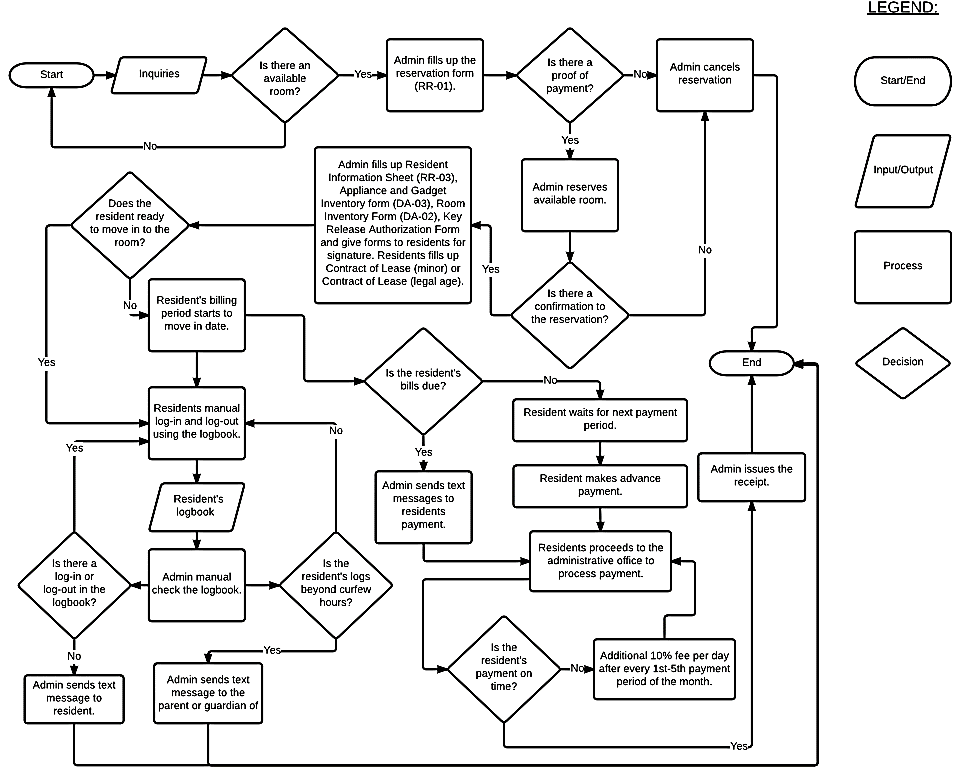 LEGEND:
Start
Inquiries
Is there an
available
room?
Yes
Admin fills up the
reservation form
(RR-01).
Is there a
proof of
payment?
No
Admin cancels
reservation
Start/End
No
Yes
Input/Output
Process
Decision
Admin reserves
available room.
Admin fills up Resident
Information Sheet (RR-03),
Appliance and Gadget
Inventory form (DA-03), Room
Inventory Form (DA-02), Key
Release Authorization Form
and give forms to residents for
signature. Residents fills up
Contract of Lease (minor) or
Contract of Lease (legal age).
Does the
resident ready
to move in to the
room?
Yes
No
Is there a
confirmation to
the reservation?
No
Resident's billing
period starts to
move in date.
Yes
End
Is the resident's
bills due?
No
Residents manual
log-in and log-out
using the logbook.
No
Yes
Resident waits for next payment
period.
Yes
Resident makes advance
payment.
Admin issues the
receipt.
Admin sends text
messages to
residents
payment.
Resident's
logbook
Residents proceeds to the
administrative office to
process payment.
Is there a
log-in or
log-out in the
logbook?
Admin manual
check the logbook.
Is the
resident's logs
beyond curfew
hours?
No
Yes
Is the
resident's
payment on
time?
No
Additional 10% fee per day
after every 1st-5th payment
period of the month.
Admin sends text
message to
resident.
Admin sends text
message to the
parent or guardian of
Yes